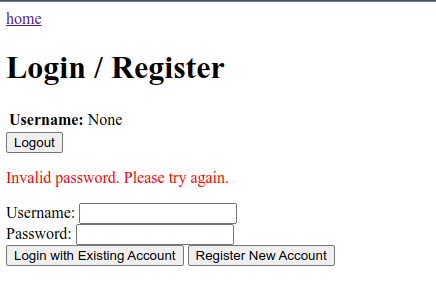 home
Login / Register
Username: None
Logout
Invalid password. Please try again.
Username:
Password:
Login with Existing Account Register New Account